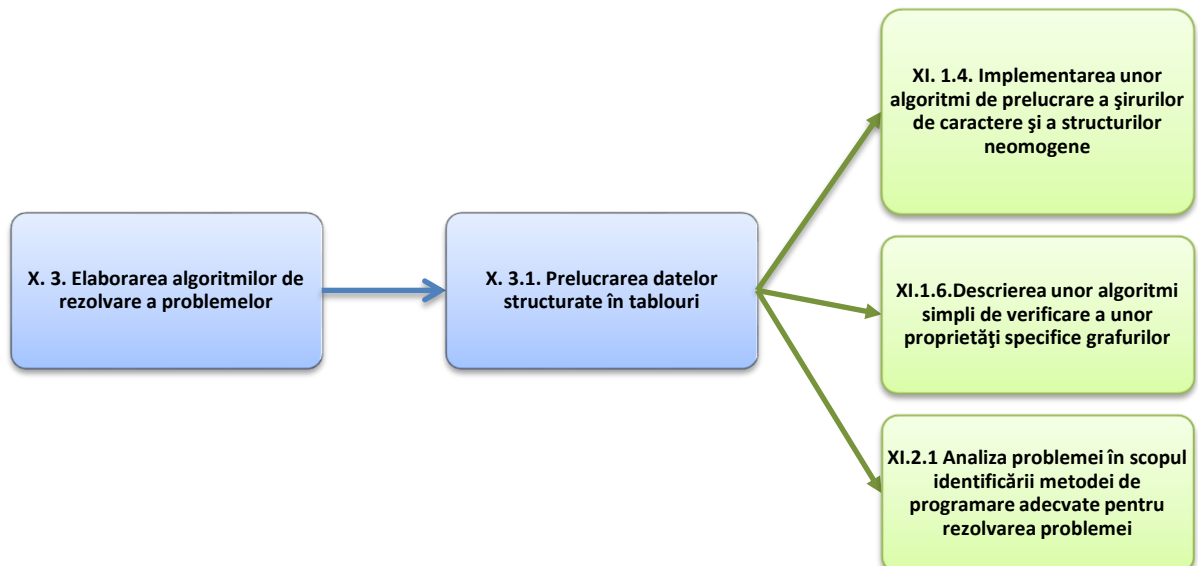 X. 3. Elaborarea algoritmilor de
rezolvare a problemelor
X. 3.1. Prelucrarea datelor
structurate în tablouri
XI. 1.4. Implementarea unor
algoritmi de prelucrare a şirurilor
de caractere şi a structurilor
neomogene
XI.1.6.Descrierea unor algoritmi
simpli de verificare a unor
proprietăţi specifice grafurilor
XI.2.1 Analiza problemei în scopul
identificării metodei de
programare adecvate pentru
rezolvarea problemei